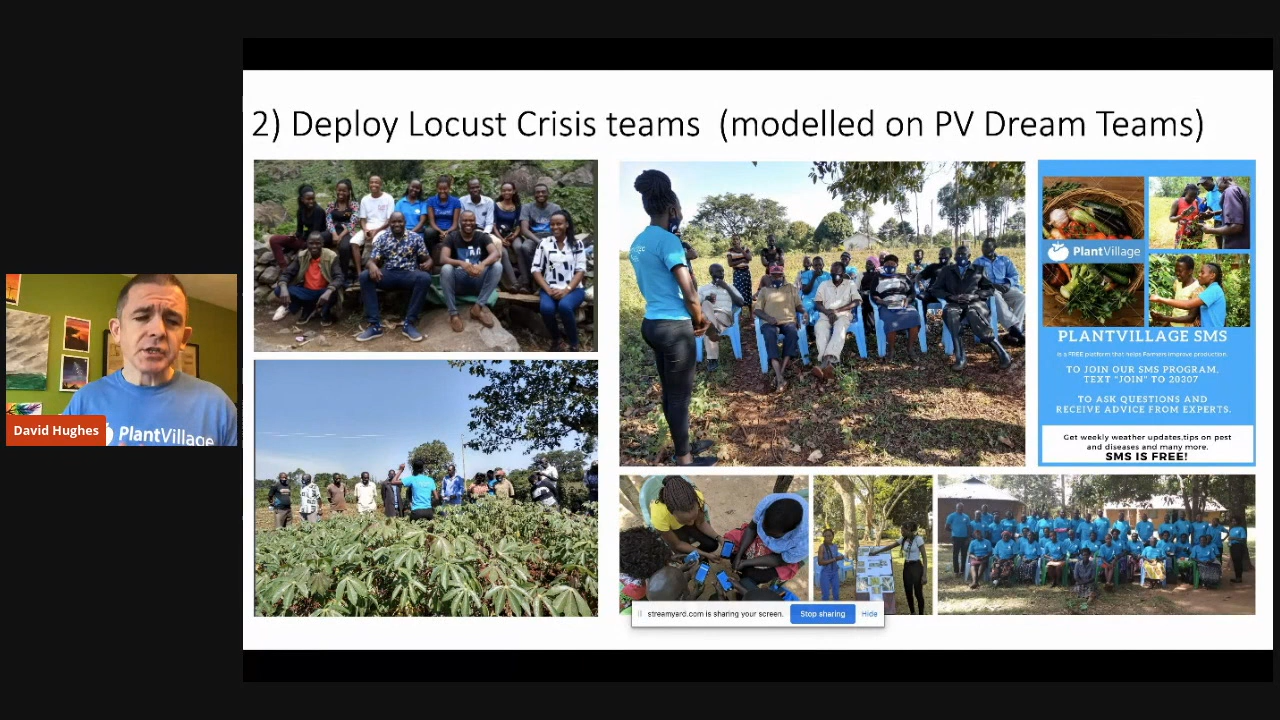 2) Deploy Locust Crisis teams (modelled on PV Dream Teams)
David Hughes
PlantVillage
PlantVillage
PLANTVILLAGE SMS
is a FREE platform that helps Farmers improve production.
TO JOIN OUR SMS PROGRAM,
TEXT "JOIN" TO 20307
TO ASK QUESTIONS AND
RECEIVE ADVICE FROM EXPERTS.
Get weekly weather updates,tips on pest
and diseases and many more.
SMS IS FREE!
streamyard.com is sharing your screen.
Stop sharing
Hide